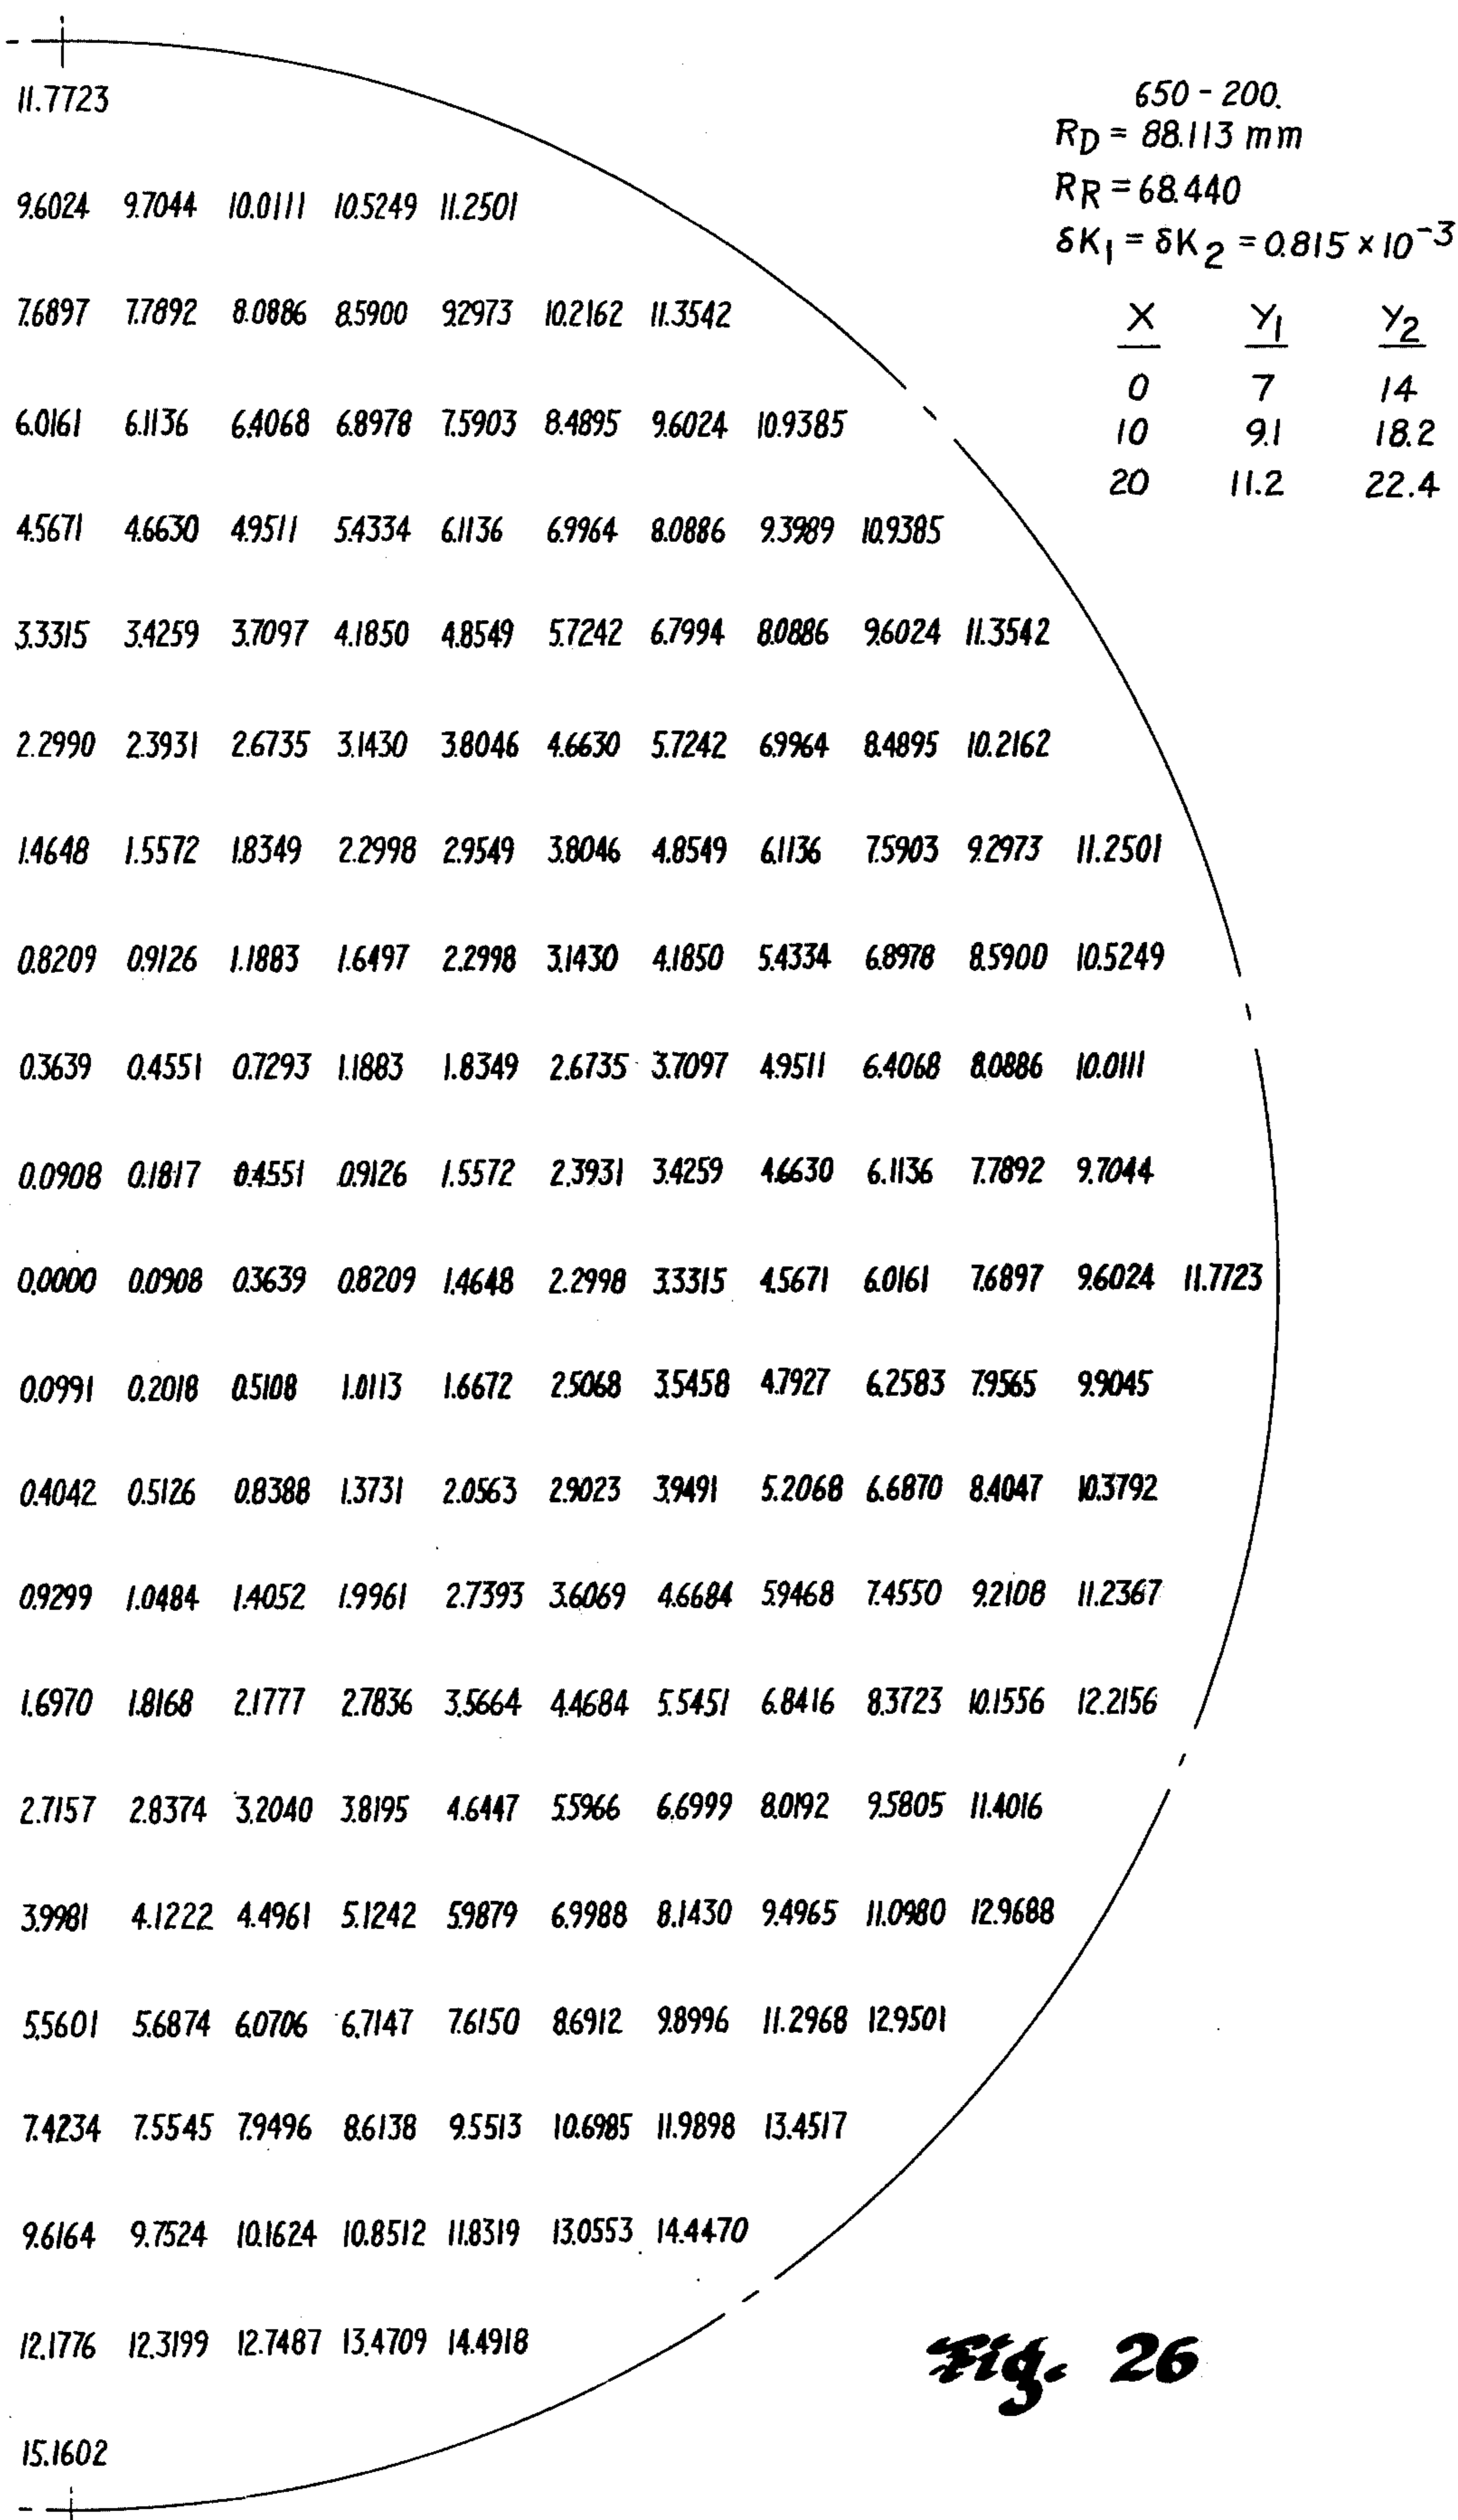 11.7723
650 - 200.
R_D = 88.113 mm
R_R = 68.440
δK_1 = δK_2 = 0.815 × 10^-3
X Y_1 Y_2
0 7 14
10 9.1 18.2
20 11.2 22.4
9.6024 9.7044 10.0111 10.5249 11.2501
7.6897 7.7892 8.0886 8.5900 9.2973 10.2162 11.3542
6.0161 6.1136 6.4068 6.8978 7.5903 8.4895 9.6024 10.9385
4.5671 4.6630 4.9511 5.4334 6.1136 6.9964 8.0886 9.3989 10.9385
3.3315 3.4259 3.7097 4.1850 4.8549 5.7242 6.7994 8.0886 9.6024 11.3542
2.2990 2.3931 2.6735 3.1430 3.8046 4.6630 5.7242 6.9964 8.4895 10.2162
1.4648 1.5572 1.8349 2.2998 2.9549 3.8046 4.8549 6.1136 7.5903 9.2973 11.2501
0.8209 0.9126 1.1883 1.6497 2.2998 3.1430 4.1850 5.4334 6.8978 8.5900 10.5249
0.3639 0.4551 0.7293 1.1883 1.8349 2.6735 3.7097 4.9511 6.4068 8.0886 10.0111
0.0908 0.1817 0.4551 0.9126 1.5572 2.3931 3.4259 4.6630 6.1136 7.7892 9.7044
0.0000 0.0908 0.3639 0.8209 1.4648 2.2998 3.3315 4.5671 6.0161 7.6897 9.6024 11.7723
0.0991 0.2018 0.5108 1.0113 1.6672 2.5068 3.5458 4.7927 6.2583 7.9565 9.9045
0.4042 0.5126 0.8388 1.3731 2.0563 2.9023 3.9491 5.2068 6.6870 8.4047 10.3792
0.9299 1.0484 1.4052 1.9961 2.7393 3.6069 4.6684 5.9468 7.4550 9.2108 11.2367
1.6970 1.8168 2.1777 2.7836 3.5664 4.4684 5.5451 6.8416 8.3723 10.1556 12.2156
2.7157 2.8374 3.2040 3.8195 4.6447 5.5966 6.6999 8.0192 9.5805 11.4016
3.9981 4.1222 4.4961 5.1242 5.9879 6.9988 8.1430 9.4965 11.0980 12.9688
5.5601 5.6874 6.0706 6.7147 7.6150 8.6912 9.8996 11.2968 12.9501
7.4234 7.5545 7.9496 8.6138 9.5513 10.6985 11.9898 13.4517
9.6164 9.7524 10.1624 10.8512 11.8319 13.0553 14.4470
12.1776 12.3199 12.7487 13.4709 14.4918
15.1602
Fig. 26